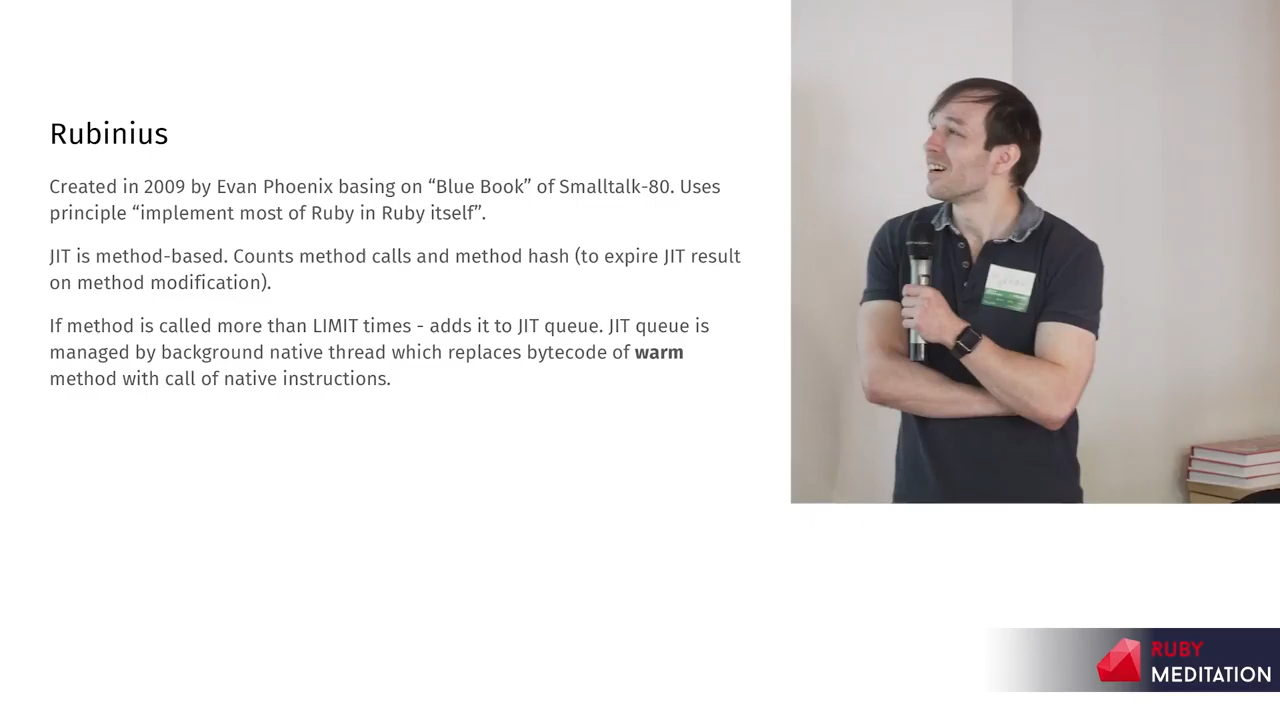 Rubinius
Created in 2009 by Evan Phoenix basing on “Blue Book” of Smalltalk-80. Uses
principle “implement most of Ruby in Ruby itself”.
JIT is method-based. Counts method calls and method hash (to expire JIT result
on method modification).
If method is called more than LIMIT times - adds it to JIT queue. JIT queue is
managed by background native thread which replaces bytecode of warm
method with call of native instructions.
RUBY
MEDITATION